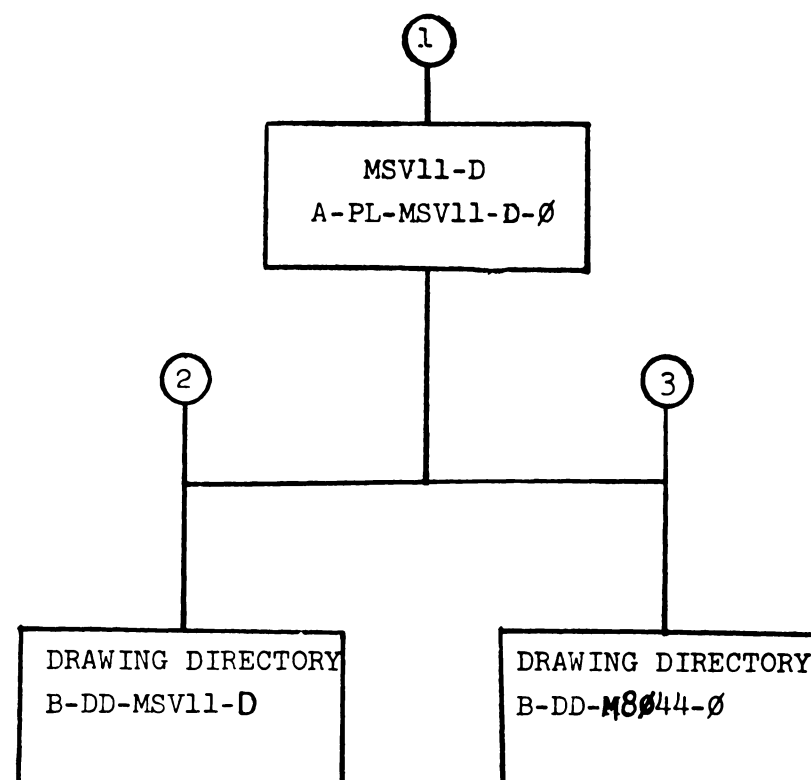 1
MSV11-D
A-PL-MSV11-D-Ø
2
3
DRAWING DIRECTORY
B-DD-MSV11-D
DRAWING DIRECTORY
B-DD-M8Ø44-Ø